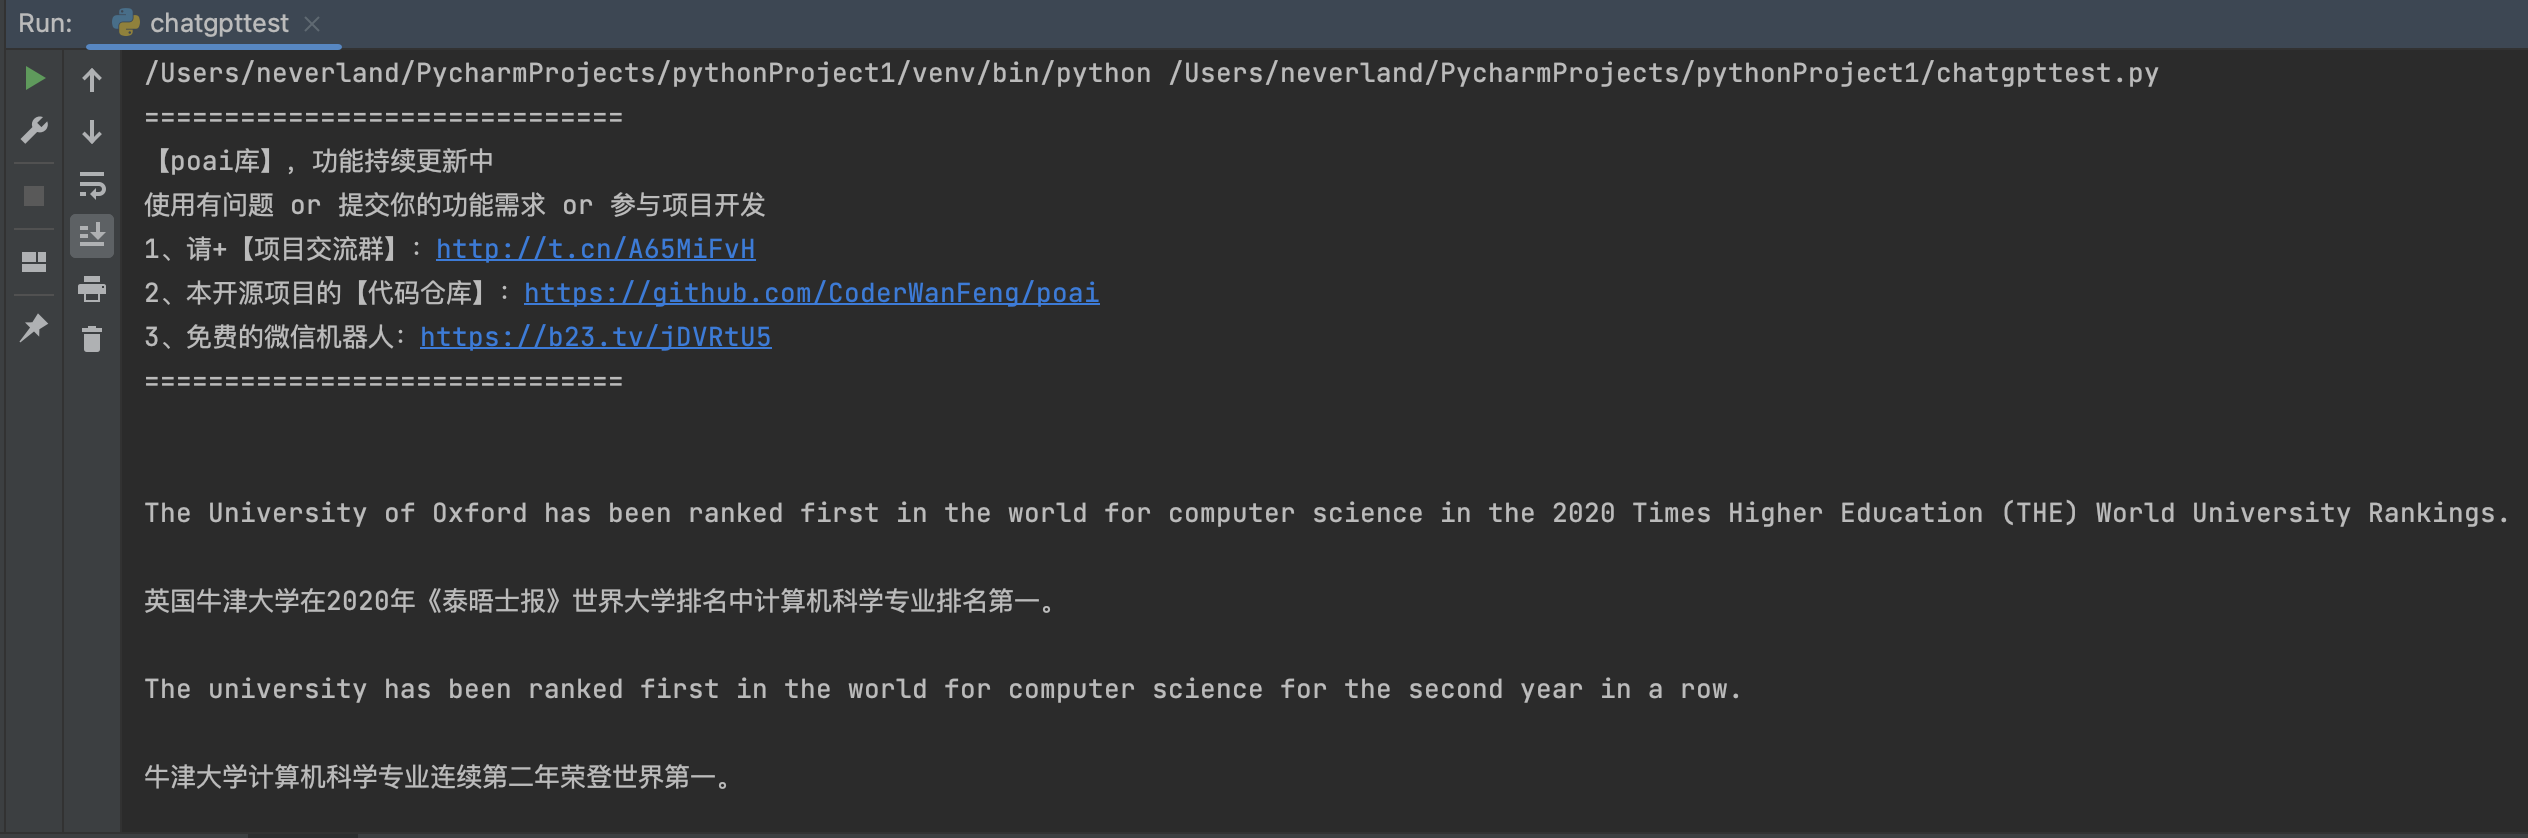 Run: chatgpttest
/Users/neverland/PycharmProjects/pythonProject1/venv/bin/python /Users/neverland/PycharmProjects/pythonProject1/chatgpttest.py
==============================
【poai库】，功能持续更新中
使用有问题 or 提交你的功能需求 or 参与项目开发
1、请+【项目交流群】：http://t.cn/A65MiFvH
2、本开源项目的【代码仓库】：https://github.com/CoderWanFeng/poai
3、免费的微信机器人：https://b23.tv/jDVRtU5
==============================
The University of Oxford has been ranked first in the world for computer science in the 2020 Times Higher Education (THE) World University Rankings.
英国牛津大学在2020年《泰晤士报》世界大学排名中计算机科学专业排名第一。
The university has been ranked first in the world for computer science for the second year in a row.
牛津大学计算机科学专业连续第二年荣登世界第一。